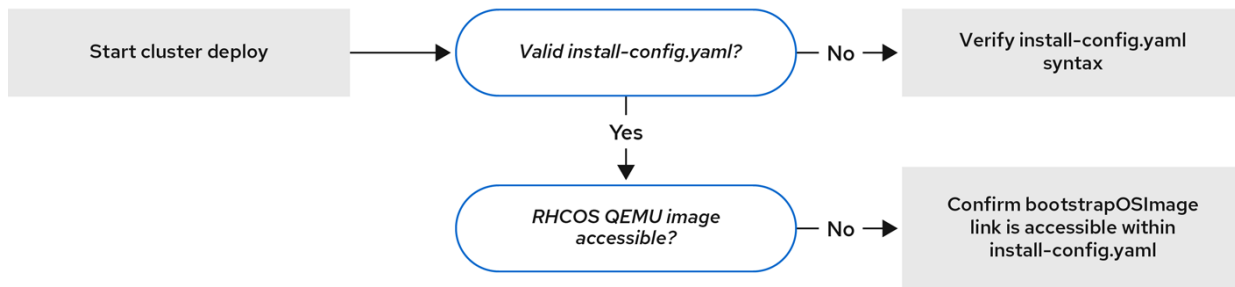 Start cluster deploy
Valid install-config.yaml?
No
Verify install-config.yaml
syntax
Yes
RHCOS QEMU image
accessible?
No
Confirm bootstrapOSImage
link is accessible within
install-config.yaml